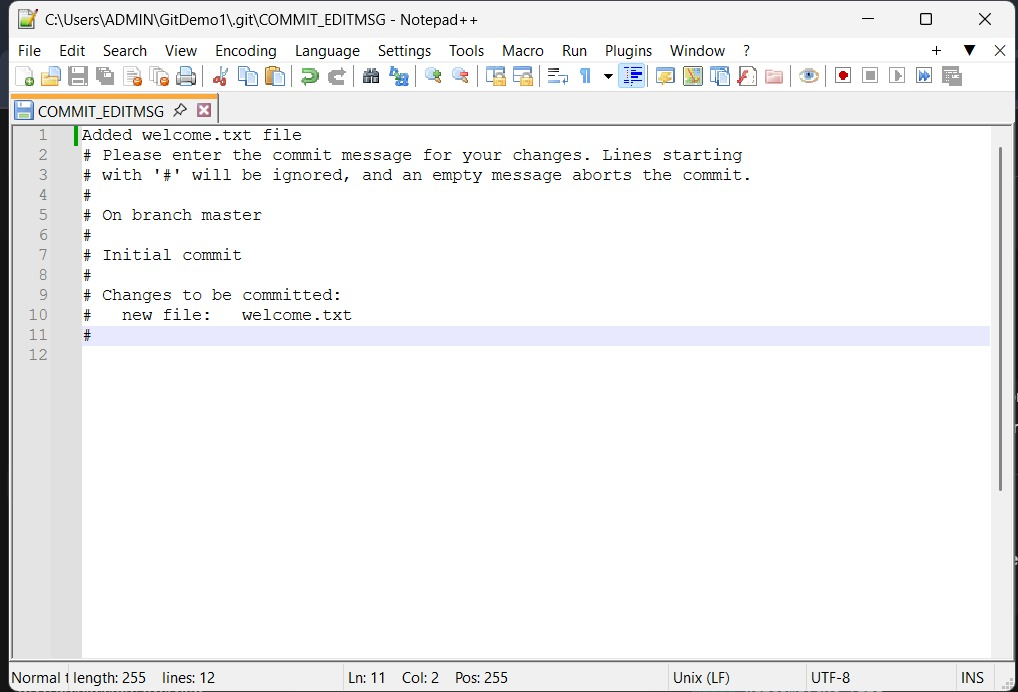 C:\Users\ADMIN\GitDemo1\.git\COMMIT_EDITMSG - Notepad++
File Edit Search View Encoding Language Settings Tools Macro Run Plugins Window ?
COMMIT_EDITMSG
1 Added welcome.txt file
2 # Please enter the commit message for your changes. Lines starting
3 # with '#' will be ignored, and an empty message aborts the commit.
4 #
5 # On branch master
6 #
7 # Initial commit
8 #
9 # Changes to be committed:
10 # new file: welcome.txt
11 #
12
Normal t length: 255 lines: 12 Ln: 11 Col: 2 Pos: 255 Unix (LF) UTF-8 INS